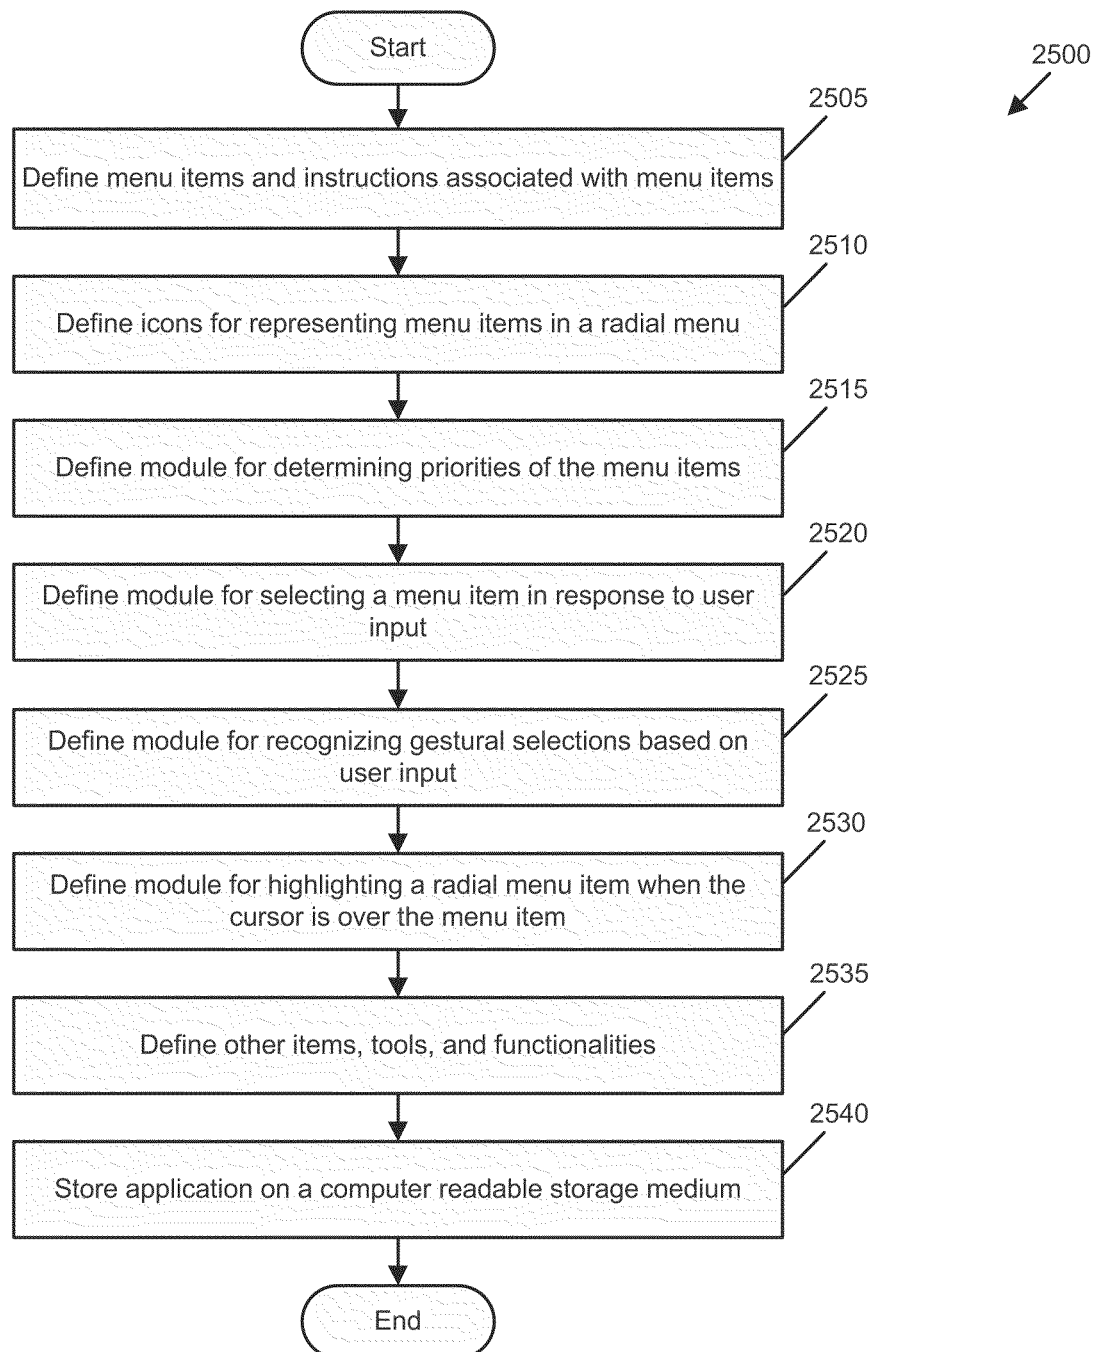 Start
2500
2505
Define menu items and instructions associated with menu items
2510
Define icons for representing menu items in a radial menu
2515
Define module for determining priorities of the menu items
2520
Define module for selecting a menu item in response to user
input
2525
Define module for recognizing gestural selections based on
user input
2530
Define module for highlighting a radial menu item when the
cursor is over the menu item
2535
Define other items, tools, and functionalities
2540
Store application on a computer readable storage medium
End